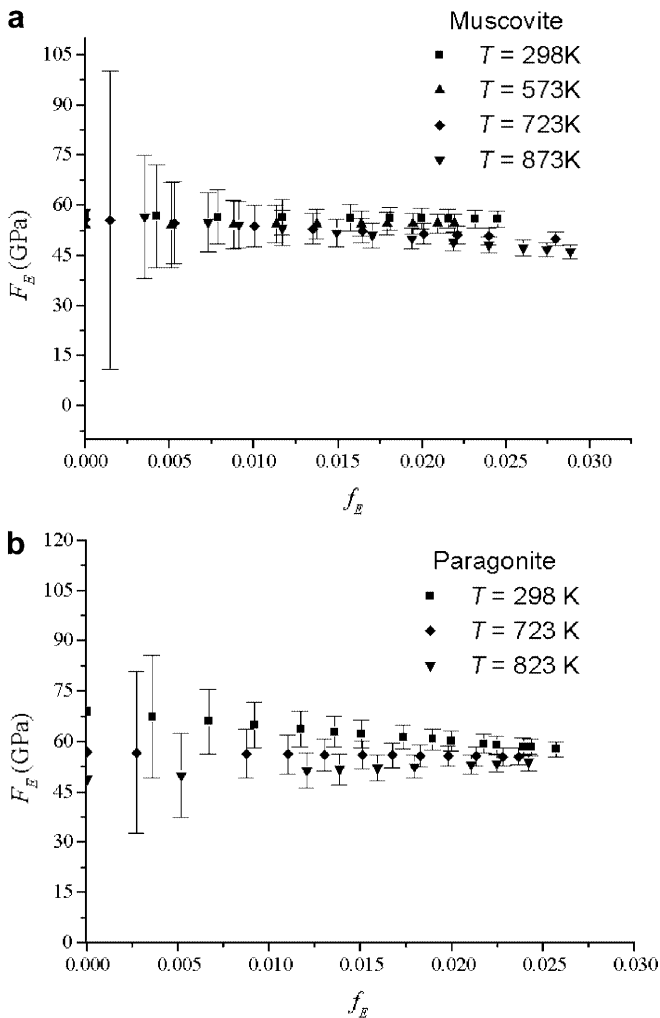 a
Muscovite
T = 298K
T = 573K
T = 723K
T = 873K
105
90
75
60
45
30
15
0
F_E (GPa)
0.000 0.005 0.010 0.015 0.020 0.025 0.030
f_E
b
Paragonite
T = 298 K
T = 723 K
T = 823 K
120
105
90
75
60
45
30
15
0
F_E (GPa)
0.000 0.005 0.010 0.015 0.020 0.025 0.030
f_E